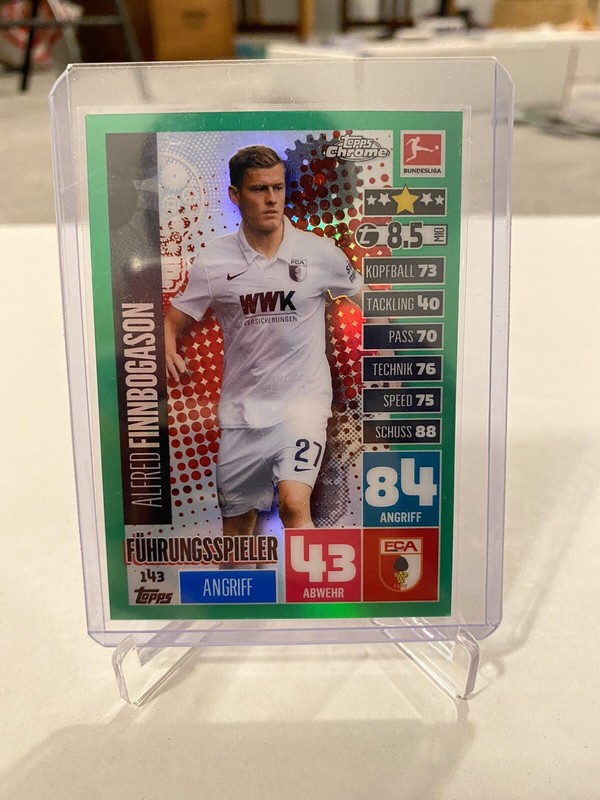 Topps
Chrome
BUNDESLIGA
8.5 MIO
KOPFBALL 73
TACKLING 40
PASS 70
TECHNIK 76
SPEED 75
SCHUSS 88
84
ANGRIFF
ALFRED FINNBOGASON
FCA
WWK
VERSICHERUNGEN
27
FÜHRUNGSSPIELER
143
Topps
ANGRIFF
43
ABWEHR
FCA